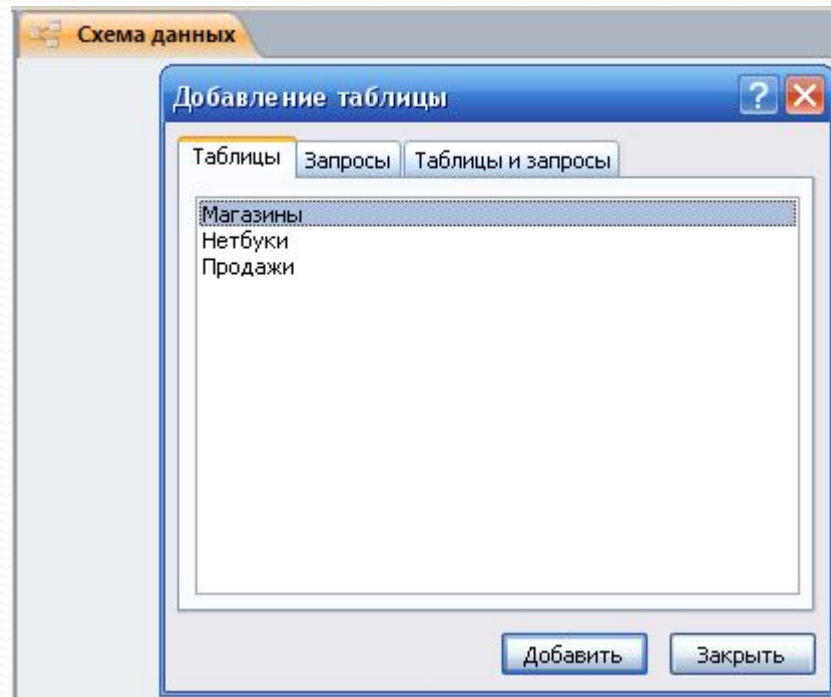 Схема данных
Добавление таблицы
Таблицы Запросы Таблицы и запросы
Магазины
Нетбуки
Продажи
Добавить Закрыть